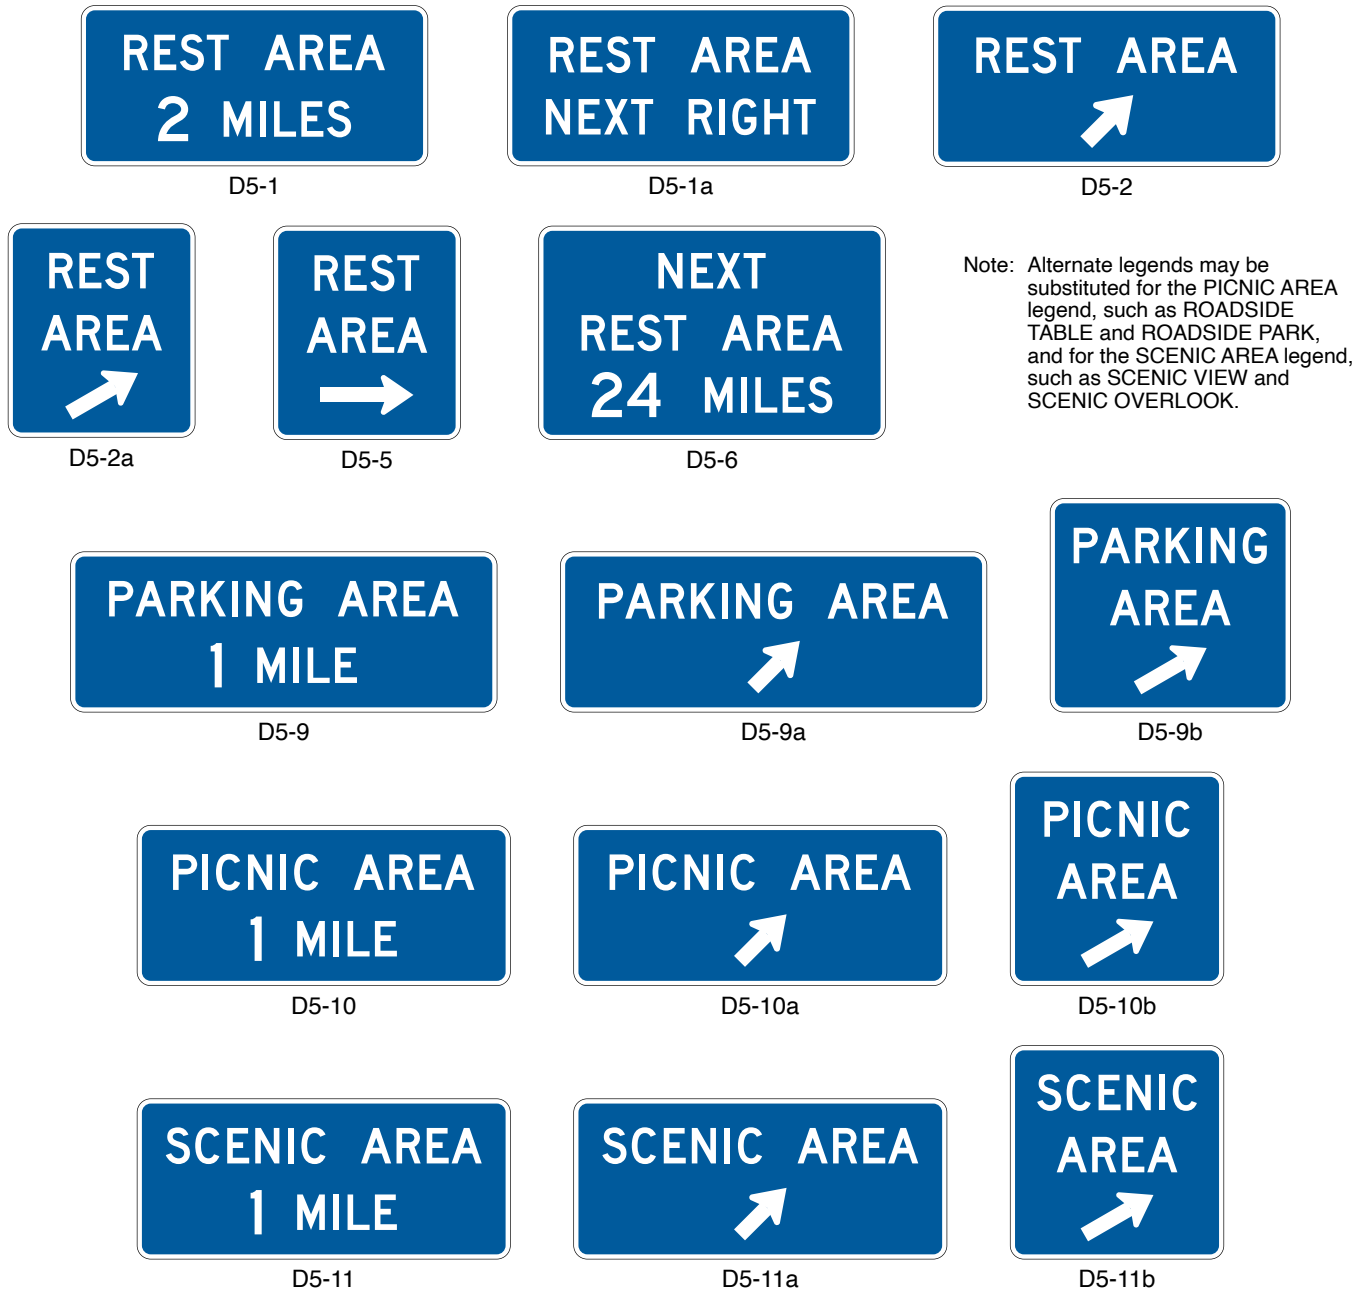 REST AREA
2 MILES
D5-1
REST AREA
NEXT RIGHT
D5-1a
REST AREA
D5-2
REST
AREA
D5-2a
REST
AREA
D5-5
NEXT
REST AREA
24 MILES
D5-6
Note: Alternate legends may be
substituted for the PICNIC AREA
legend, such as ROADSIDE
TABLE and ROADSIDE PARK,
and for the SCENIC AREA legend,
such as SCENIC VIEW and
SCENIC OVERLOOK.
PARKING AREA
1 MILE
D5-9
PARKING AREA
D5-9a
PARKING
AREA
D5-9b
PICNIC AREA
1 MILE
D5-10
PICNIC AREA
D5-10a
PICNIC
AREA
D5-10b
SCENIC AREA
1 MILE
D5-11
SCENIC AREA
D5-11a
SCENIC
AREA
D5-11b